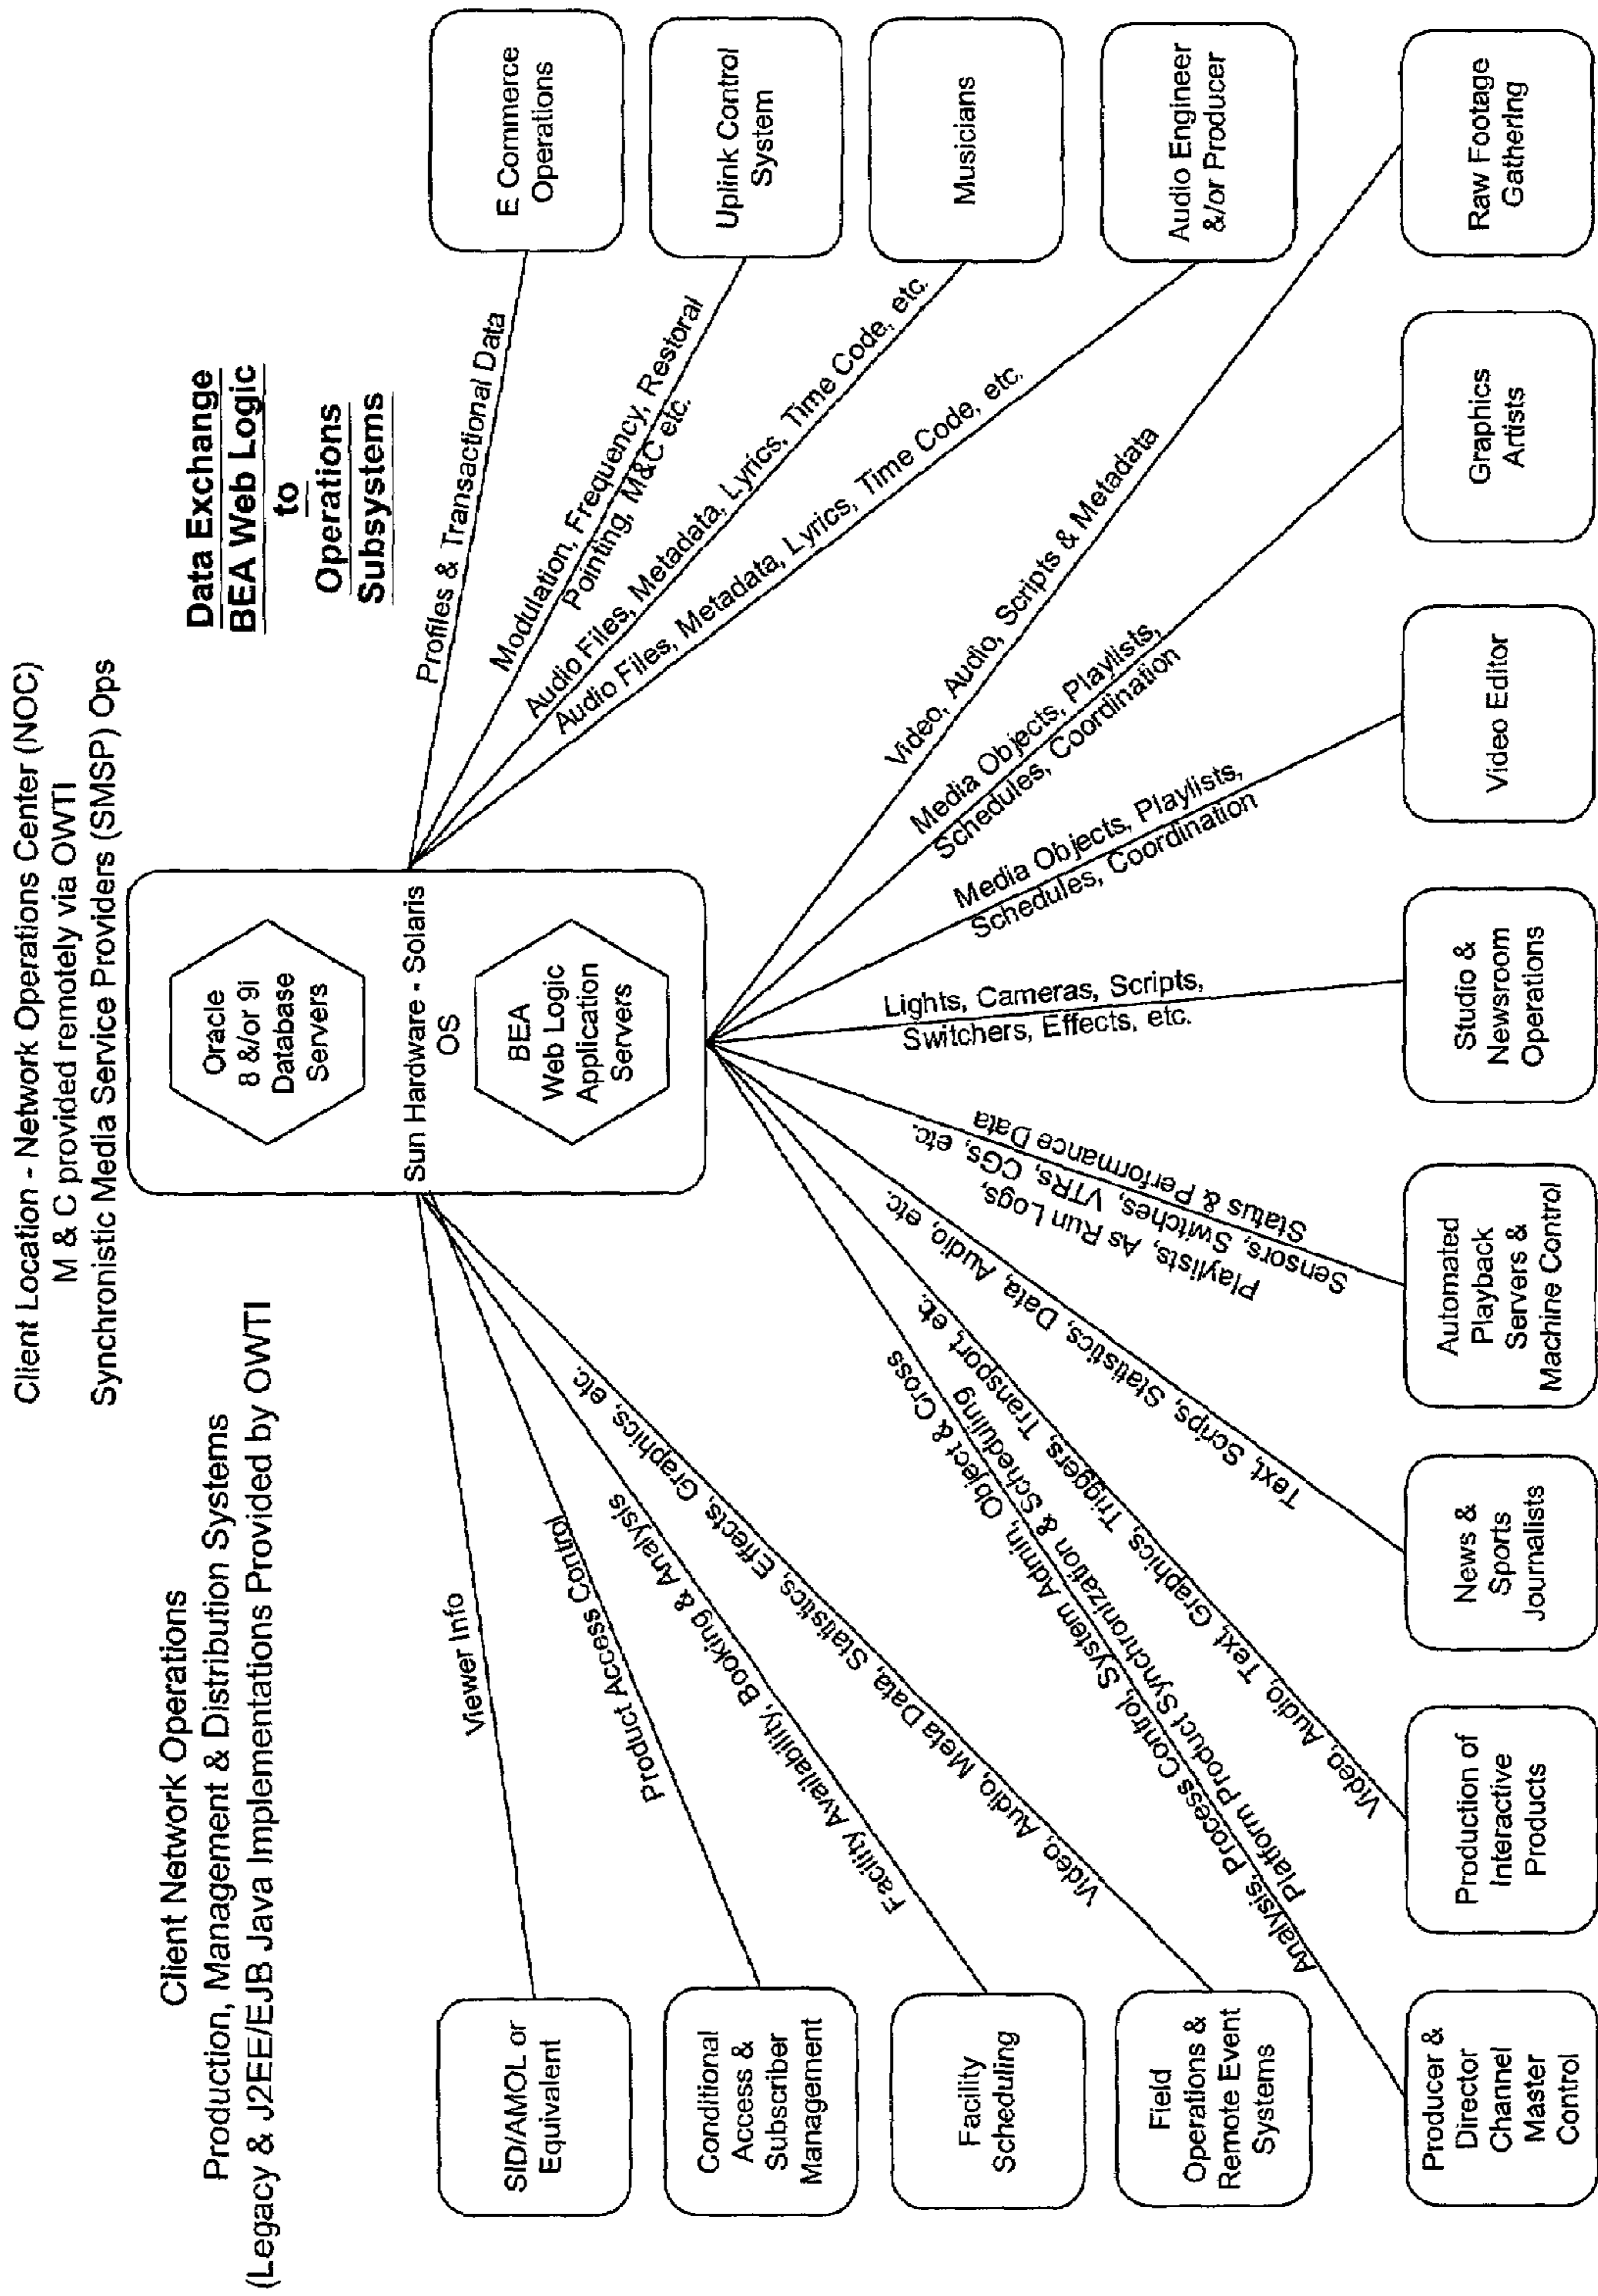 Client Location - Network Operations Center (NOC)
M & C provided remotely via OWTI
Synchronistic Media Service Providers (SMSP) Ops
Client Network Operations
Production, Management & Distribution Systems
(Legacy & J2EE/EJB Java Implementations Provided by OWTI
Data Exchange
BEA Web Logic
to
Operations
Subsystems
Oracle
8 &/or 9i
Database
Servers
Sun Hardware - Solaris
OS
BEA
Web Logic
Application
Servers
Viewer Info
Product Access Control
Facility Availability, Booking & Analysis
Video, Audio, Meta Data, Statistics, Effects, Graphics, etc.
Profiles & Transactional Data
Modulation, Frequency, Restoral
Pointing, M&C etc.
Audio Files, Metadata, Lyrics, Time Code, etc.
Audio Files, Metadata, Lyrics, Time Code, etc.
SID/AMOL or
Equivalent
Conditional
Access &
Subscriber
Management
Facility
Scheduling
Field
Operations &
Remote Event
Systems
E Commerce
Operations
Uplink Control
System
Musicians
Audio Engineer
&/or Producer
Analysis, Process Control, System Admin, Object & Cross
Platform Product Synchronization & Scheduling
Video, Audio, Text, Graphics, Triggers, Transport, etc.
Text, Scrips, Statistics, Data, Audio, etc.
Playlists, As Run Logs,
Sensors, Switches, VTRs, CGs, etc.
Status & Performance Data
Lights, Cameras, Scripts,
Switchers, Effects, etc.
Media Objects, Playlists,
Schedules, Coordination
Media Objects, Playlists,
Schedules, Coordination
Video, Audio, Scripts & Metadata
Producer &
Director
Channel
Master
Control
Production of
Interactive
Products
News &
Sports
Journalists
Automated
Playback
Servers &
Machine Control
Studio &
Newsroom
Operations
Video Editor
Graphics
Artists
Raw Footage
Gathering